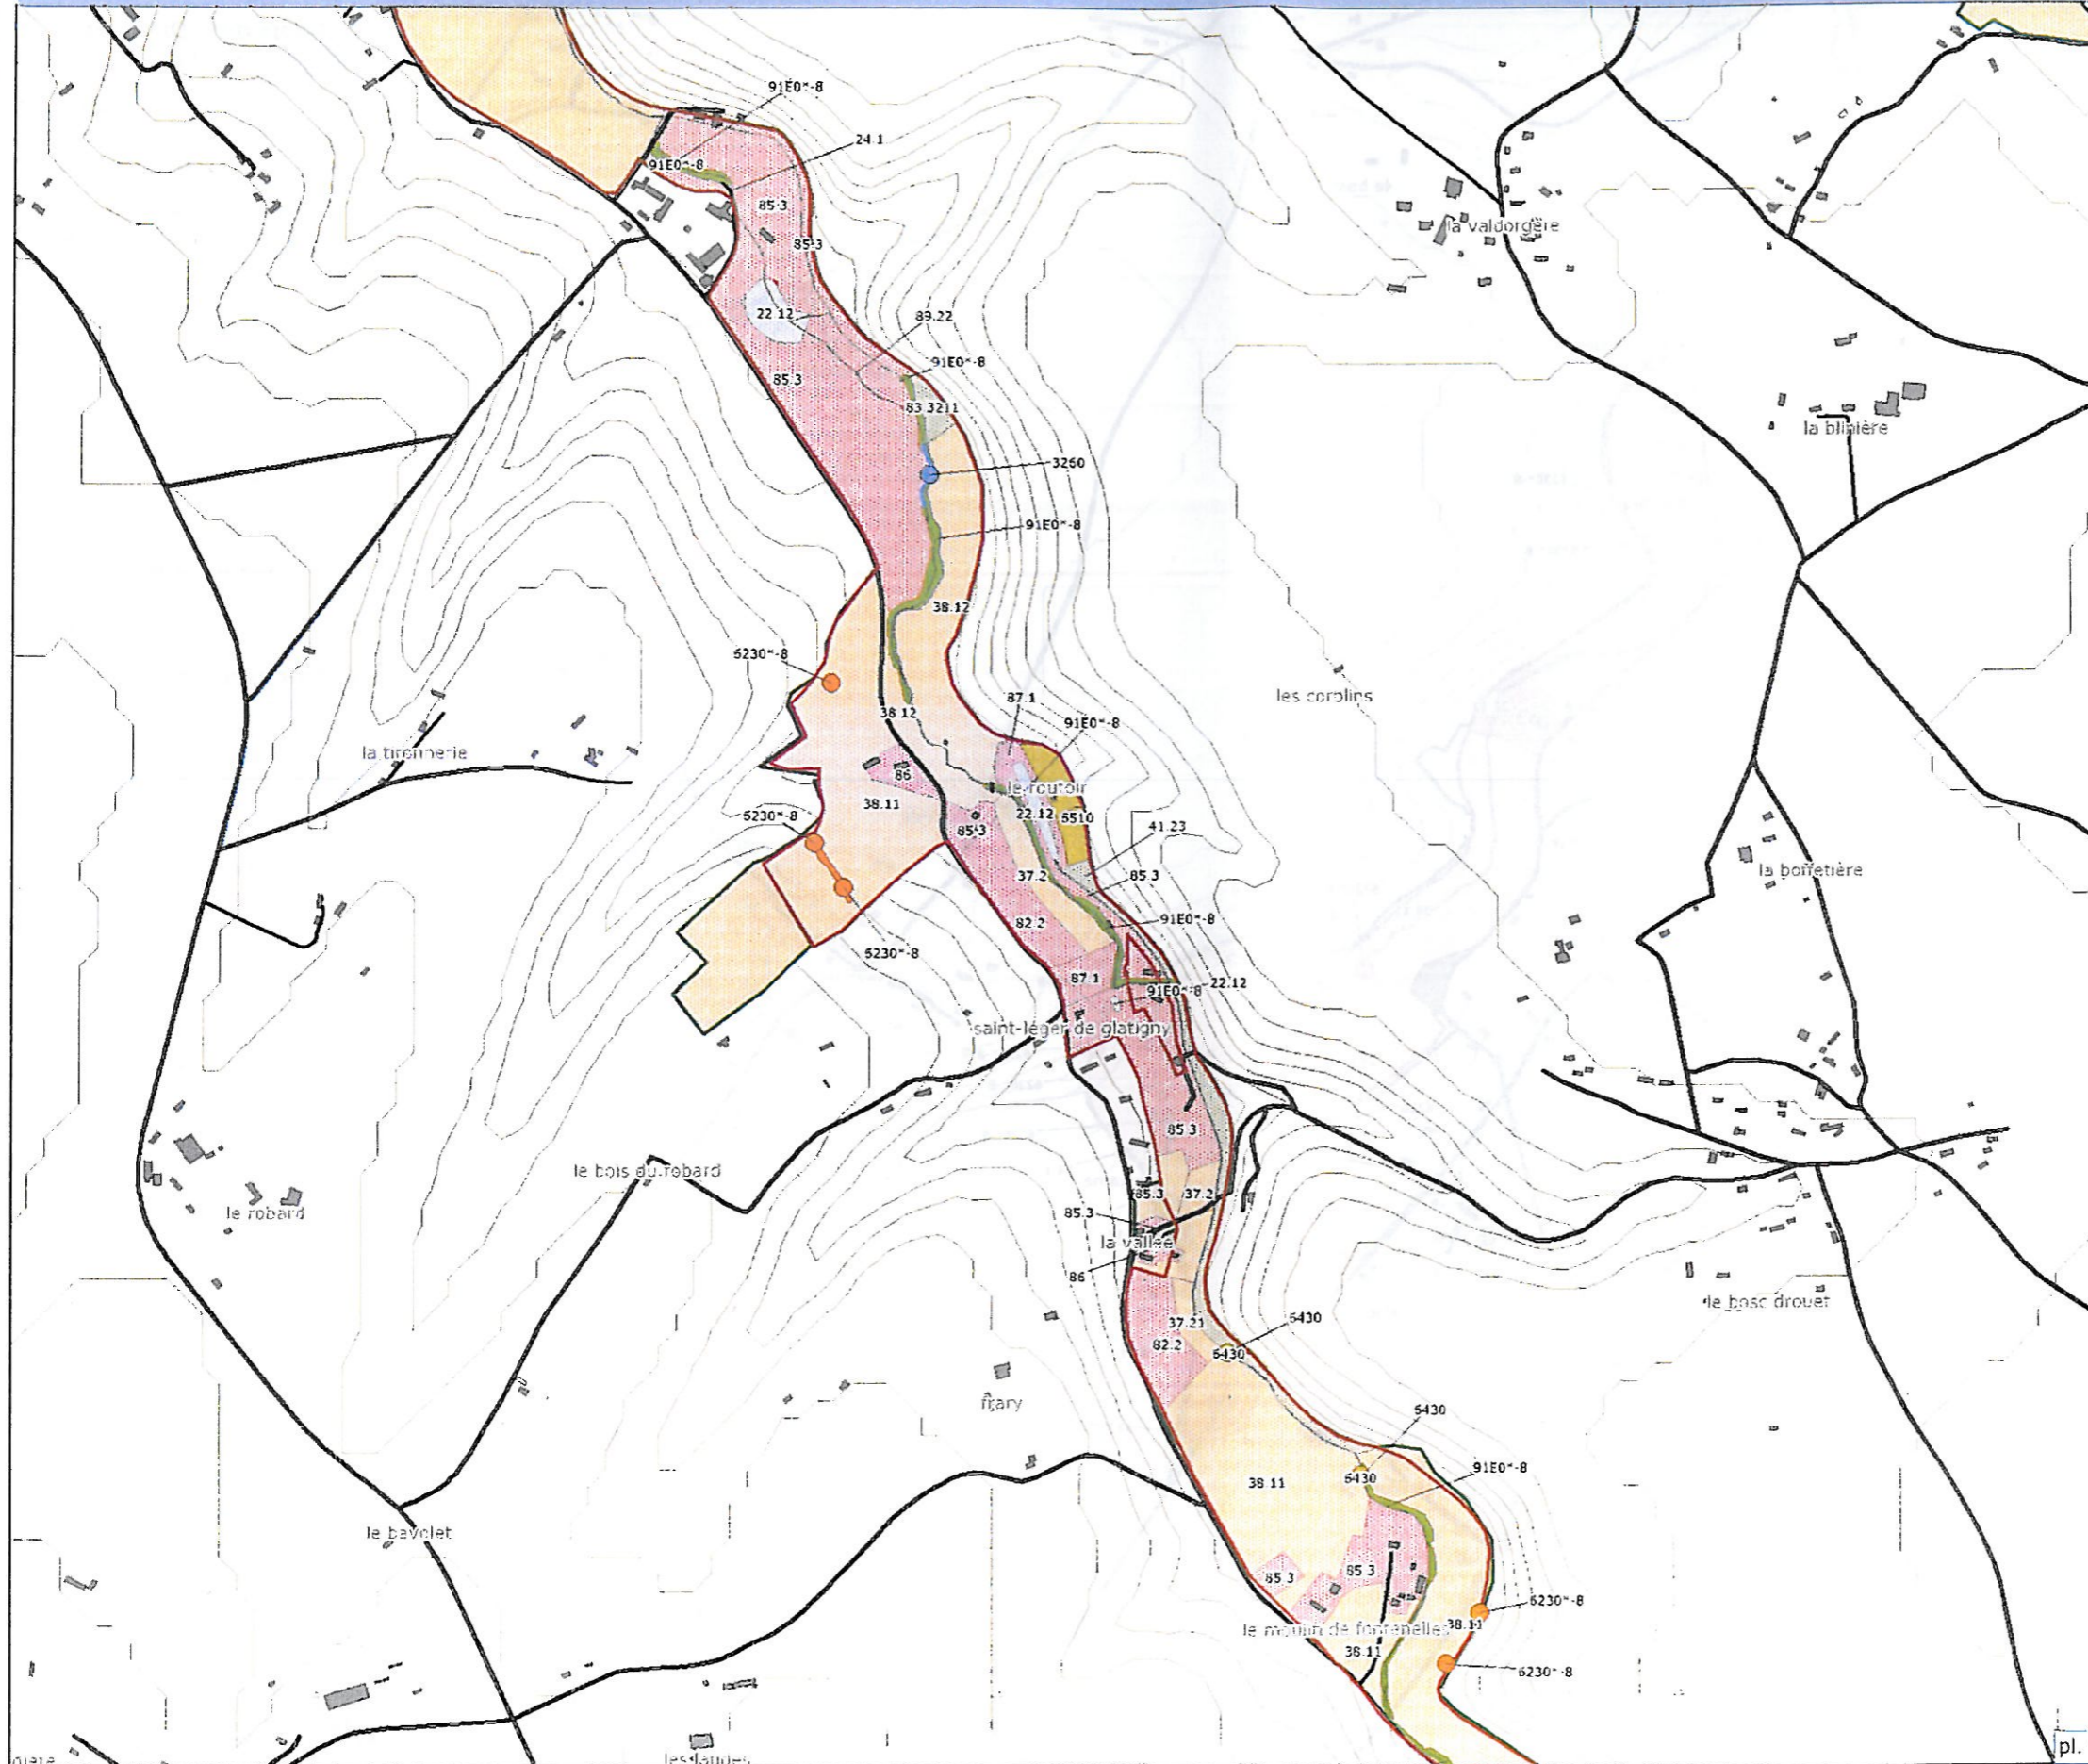 91E0*-8
24.1
91E0*-8
85.3
85.3
la valdorgère
22.12
89.22
91E0*-8
85.3
83.3211
la blinière
3260
91E0*-8
38.12
6230*-8
les corblins
87.1
38.12
91E0*-8
la tironnerie
86
le routoir
38.11
22.12
6510
6230*-8
85.3
41.23
37.2
85.3
la boffetière
82.2
91E0*-8
6230*-8
87.1
22.12
91E0*-8
saint-léger de glatigny
85.3
le bois du robard
85.3
37.2
le robard
85.3
la vallée
86
le bosc drouet
37.21
6430
82.2
6430
frary
6430
91E0*-8
6430
38.11
le bavolet
85.3
85.3
6230*-8
38.11
le moulin de fontenelles
38.11
6230*-8
les landes
pl.